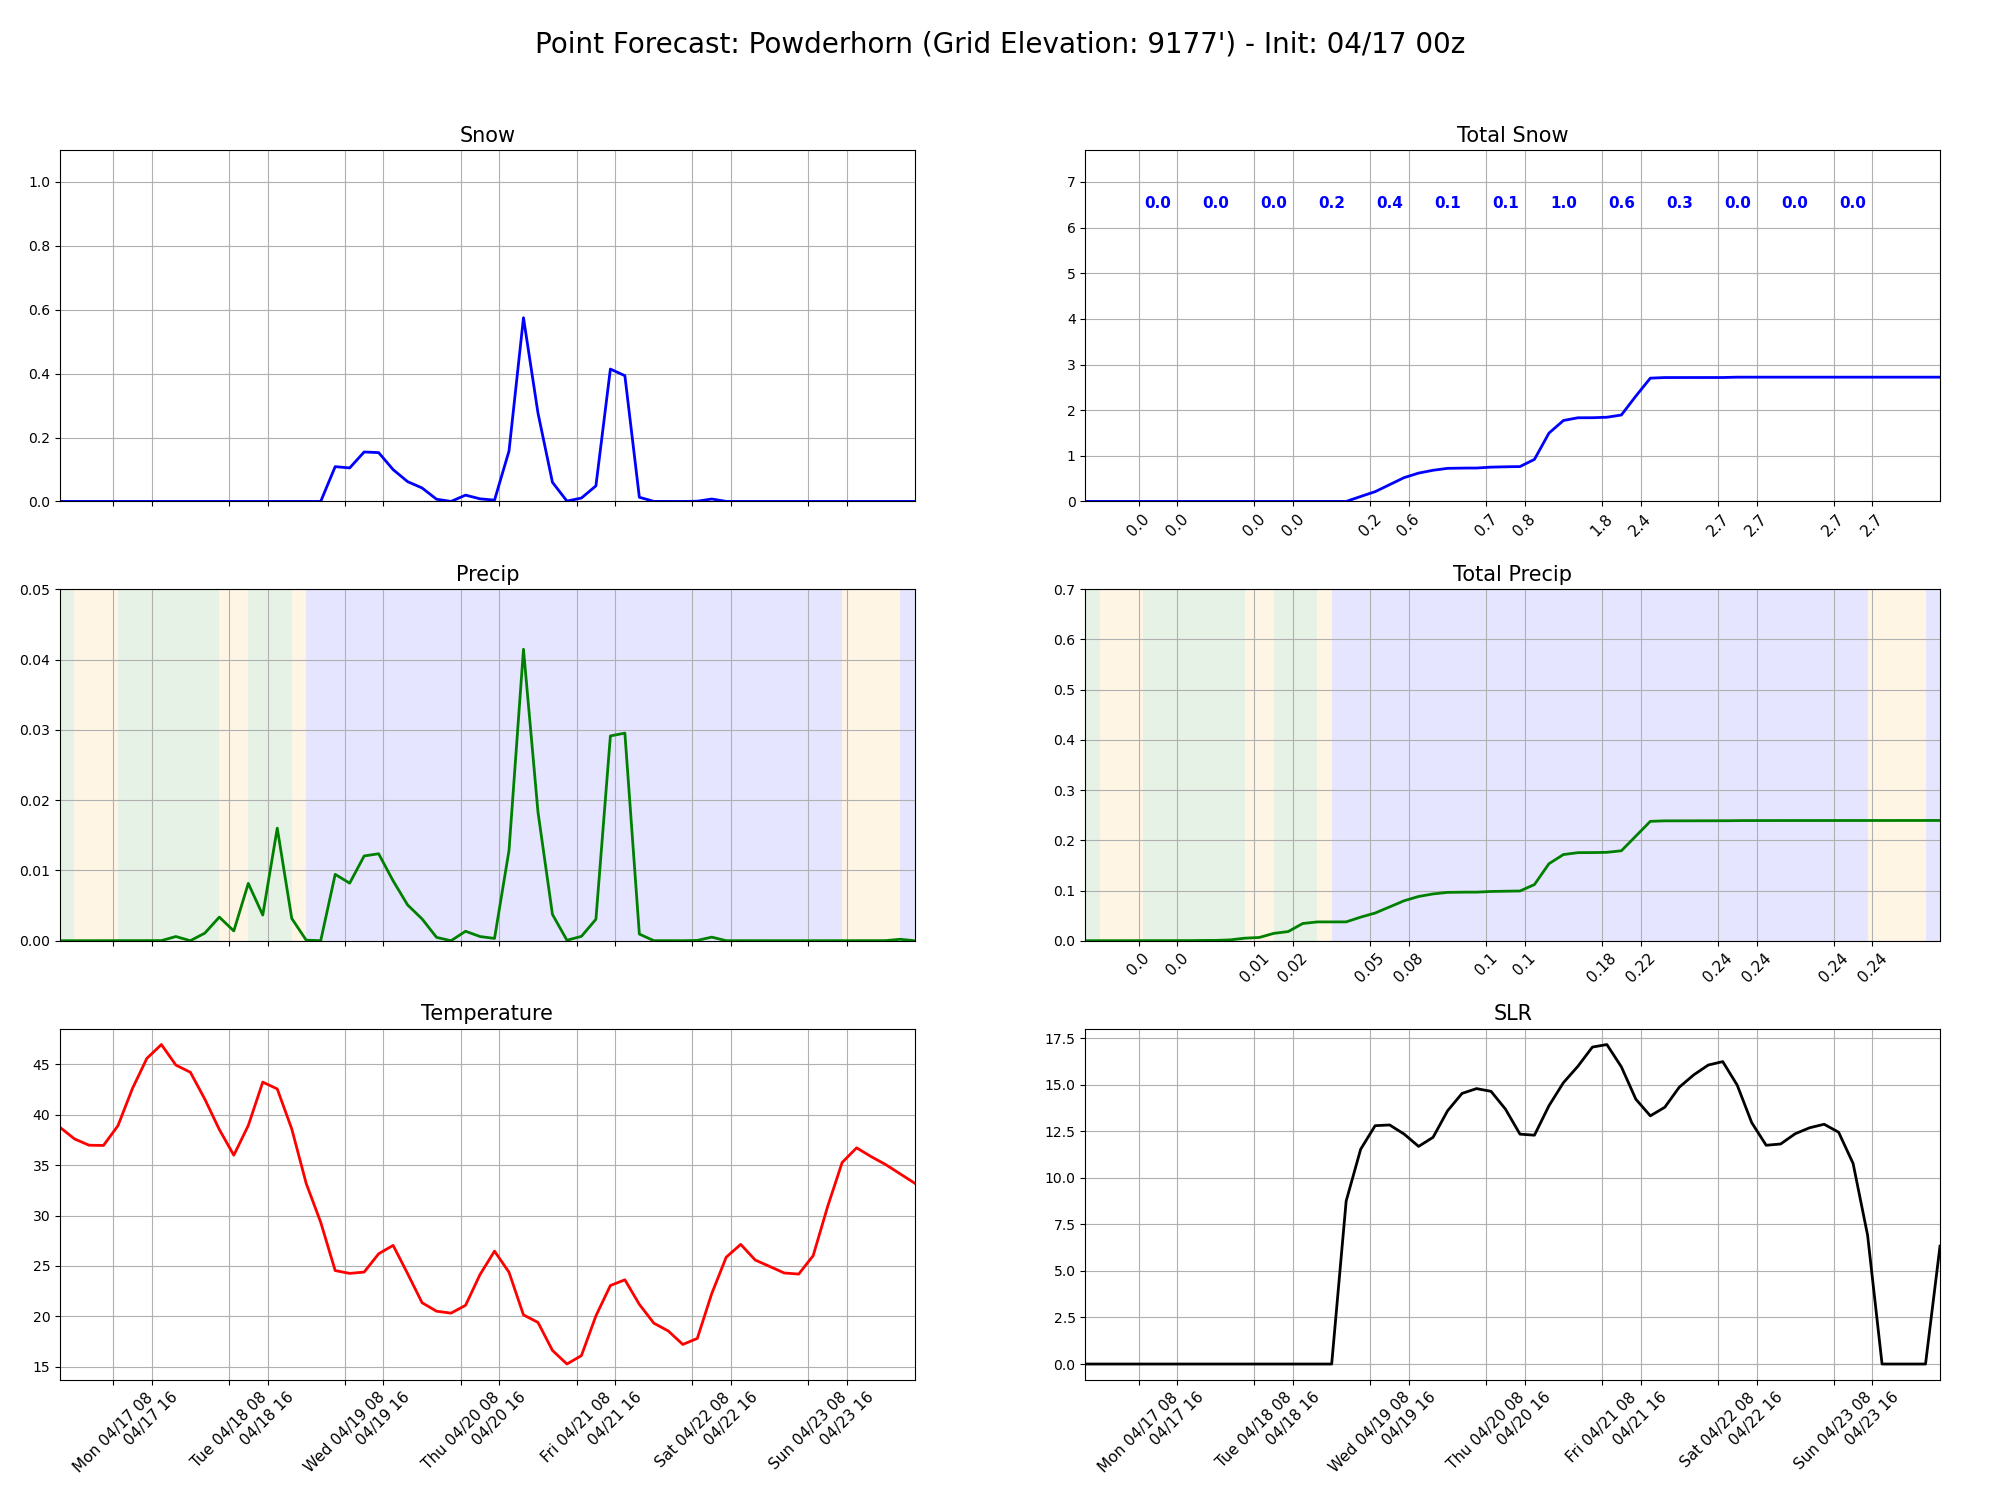 Point Forecast: Powderhorn (Grid Elevation: 9177') - Init: 04/17 00z
Snow
1.0
0.8
0.6
0.4
0.2
0.0
Total Snow
7
6
5
4
3
2
1
0
0.0 0.0 0.0 0.2 0.4 0.1 0.1 1.0 0.6 0.3 0.0 0.0 0.0
0.0 0.0 0.0 0.0 0.2 0.6 0.7 0.8 1.8 2.4 2.7 2.7 2.7 2.7
Precip
0.05
0.04
0.03
0.02
0.01
0.00
Total Precip
0.7
0.6
0.5
0.4
0.3
0.2
0.1
0.0
0.0 0.0 0.01 0.02 0.05 0.08 0.1 0.1 0.18 0.22 0.24 0.24 0.24 0.24
Temperature
45
40
35
30
25
20
15
Mon 04/17 08
04/17 16
Tue 04/18 08
04/18 16
Wed 04/19 08
04/19 16
Thu 04/20 08
04/20 16
Fri 04/21 08
04/21 16
Sat 04/22 08
04/22 16
Sun 04/23 08
04/23 16
SLR
17.5
15.0
12.5
10.0
7.5
5.0
2.5
0.0
Mon 04/17 08
04/17 16
Tue 04/18 08
04/18 16
Wed 04/19 08
04/19 16
Thu 04/20 08
04/20 16
Fri 04/21 08
04/21 16
Sat 04/22 08
04/22 16
Sun 04/23 08
04/23 16